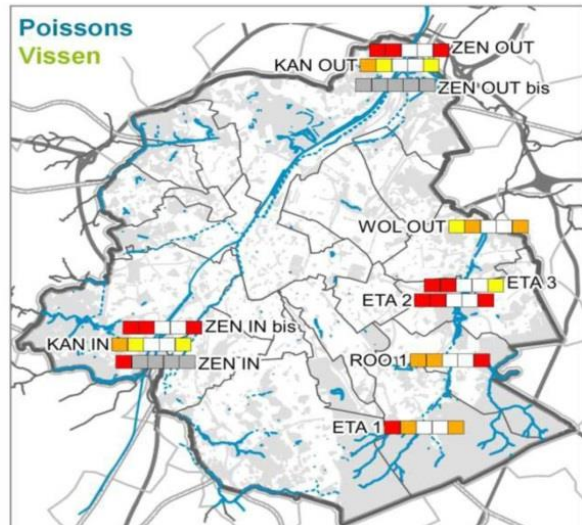 Poissons
Vissen
ZEN OUT
KAN OUT
ZEN OUT bis
WOL OUT
ETA 3
ETA 2
ZEN IN bis
KAN IN
ZEN IN
ROO 1
ETA 1